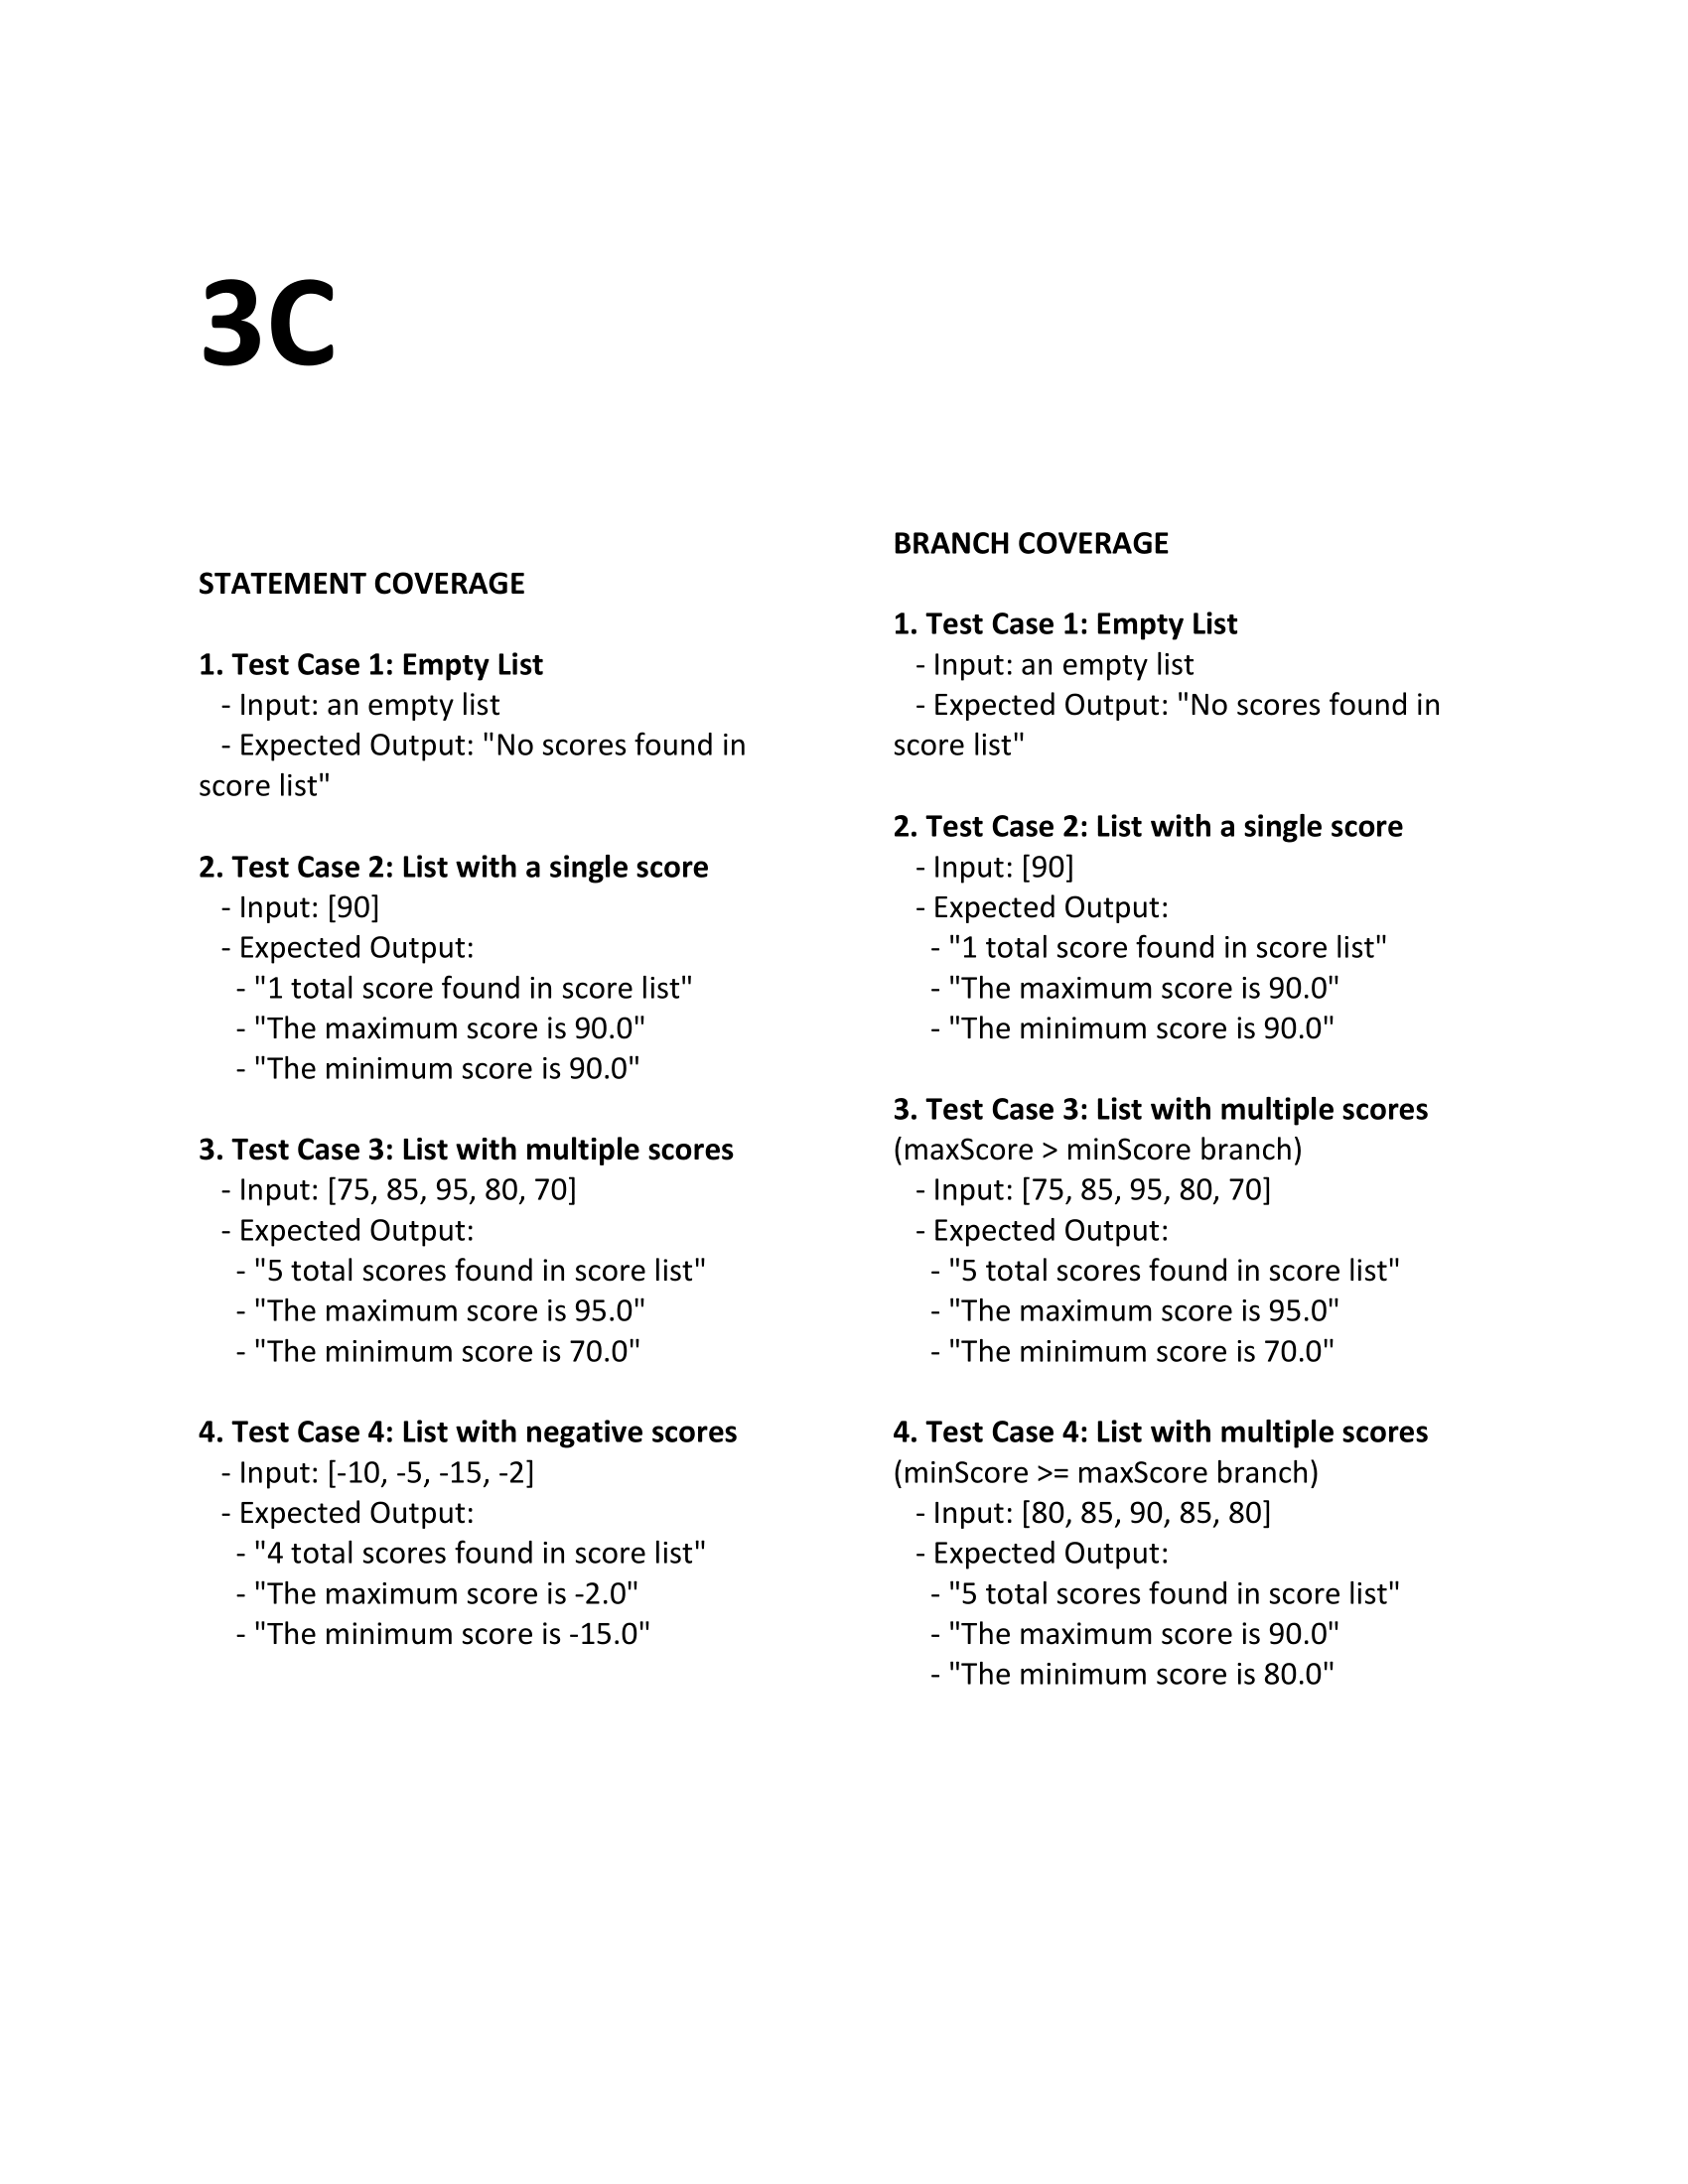 3C
STATEMENT COVERAGE
1. Test Case 1: Empty List
- Input: an empty list
- Expected Output: "No scores found in
score list"
2. Test Case 2: List with a single score
- Input: [90]
- Expected Output:
- "1 total score found in score list"
- "The maximum score is 90.0"
- "The minimum score is 90.0"
3. Test Case 3: List with multiple scores
- Input: [75, 85, 95, 80, 70]
- Expected Output:
- "5 total scores found in score list"
- "The maximum score is 95.0"
- "The minimum score is 70.0"
4. Test Case 4: List with negative scores
- Input: [-10, -5, -15, -2]
- Expected Output:
- "4 total scores found in score list"
- "The maximum score is -2.0"
- "The minimum score is -15.0"
BRANCH COVERAGE
1. Test Case 1: Empty List
- Input: an empty list
- Expected Output: "No scores found in
score list"
2. Test Case 2: List with a single score
- Input: [90]
- Expected Output:
- "1 total score found in score list"
- "The maximum score is 90.0"
- "The minimum score is 90.0"
3. Test Case 3: List with multiple scores
(maxScore > minScore branch)
- Input: [75, 85, 95, 80, 70]
- Expected Output:
- "5 total scores found in score list"
- "The maximum score is 95.0"
- "The minimum score is 70.0"
4. Test Case 4: List with multiple scores
(minScore >= maxScore branch)
- Input: [80, 85, 90, 85, 80]
- Expected Output:
- "5 total scores found in score list"
- "The maximum score is 90.0"
- "The minimum score is 80.0"